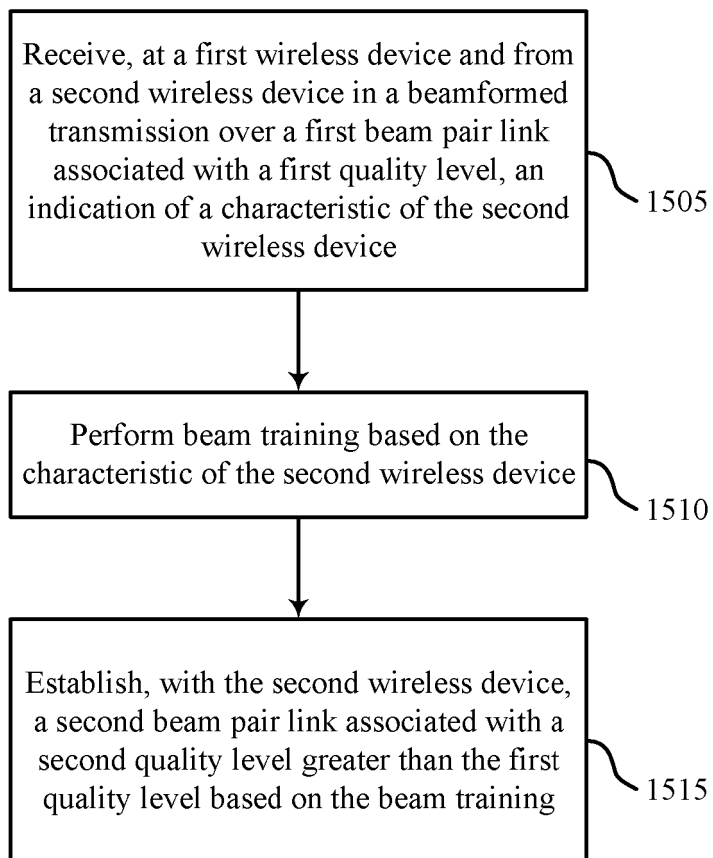 Receive, at a first wireless device and from
a second wireless device in a beamformed
transmission over a first beam pair link
associated with a first quality level, an
indication of a characteristic of the second
wireless device
1505
Perform beam training based on the
characteristic of the second wireless device
1510
Establish, with the second wireless device,
a second beam pair link associated with a
second quality level greater than the first
quality level based on the beam training
1515